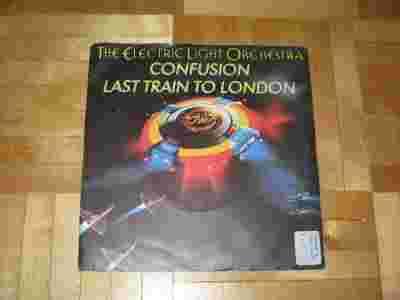 THE ELECTRIC LIGHT ORCHESTRA
CONFUSION
LAST TRAIN TO LONDON